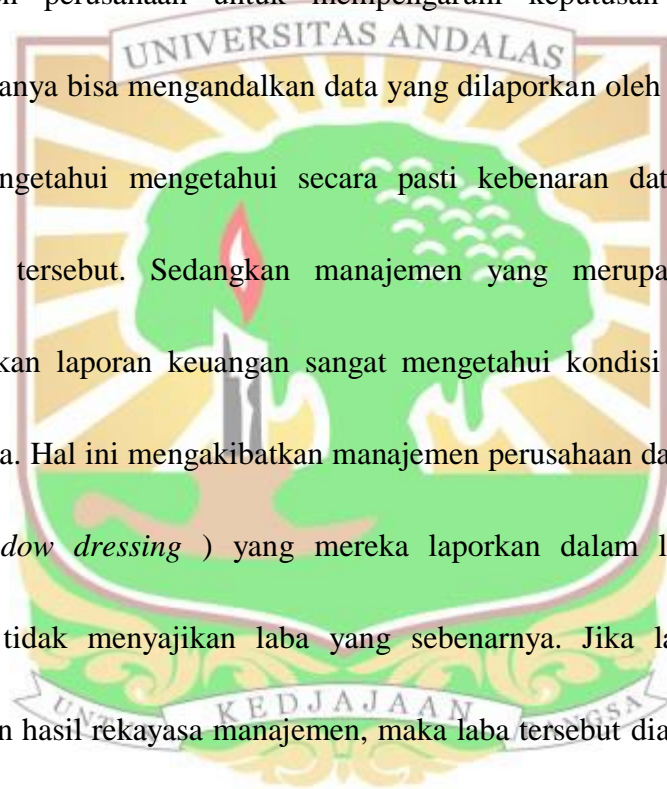 perusahaan untuk mempengaruhi keputusan
UNIVERSITAS ANDALAS
anya bisa mengandalkan data yang dilaporkan oleh
ngetahui mengetahui secara pasti kebenaran dat
tersebut. Sedangkan manajemen yang merupa
kan laporan keuangan sangat mengetahui kondisi
a. Hal ini mengakibatkan manajemen perusahaan da
dow dressing ) yang mereka laporkan dalam l
tidak menyajikan laba yang sebenarnya. Jika la
UNTUK KEDJAJAAN BANGSA
n hasil rekayasa manajemen, maka laba tersebut dia